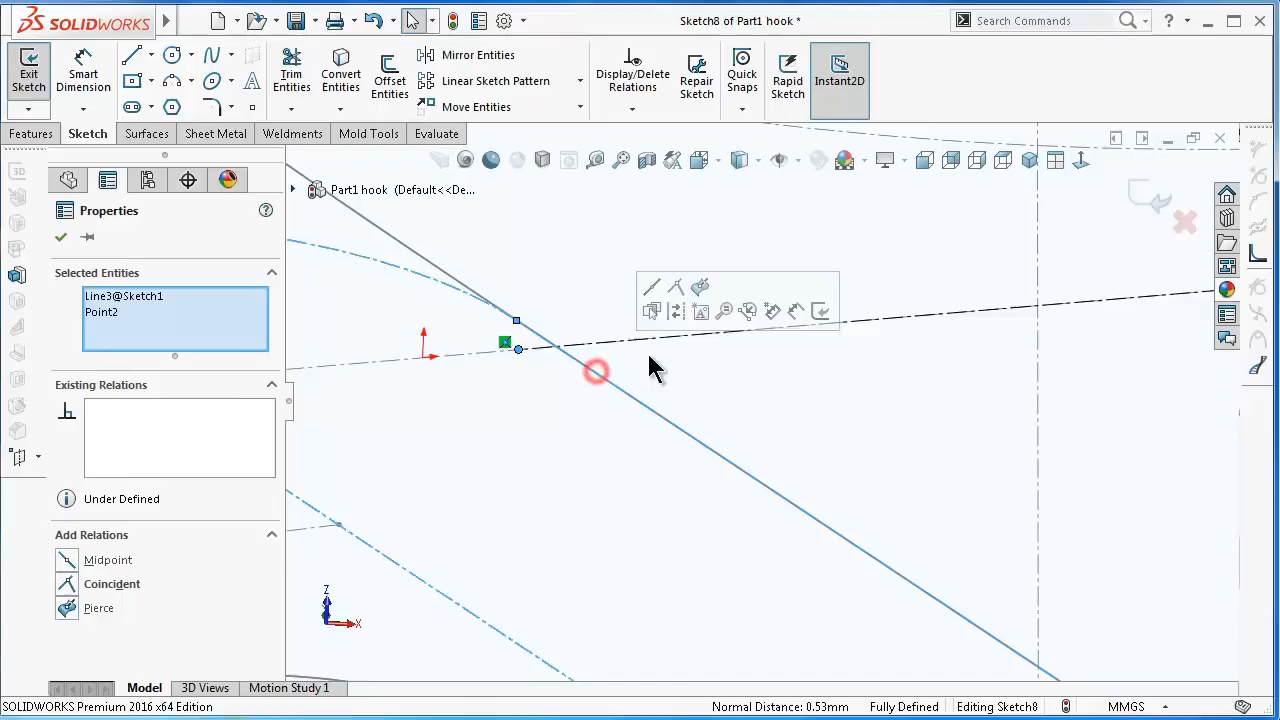 SOLIDWORKS
Sketch8 of Part1 hook *
Search Commands
?
Exit Sketch
Smart Dimension
Trim Entities
Convert Entities
Offset Entities
Mirror Entities
Linear Sketch Pattern
Move Entities
Display/Delete Relations
Repair Sketch
Quick Snaps
Rapid Sketch
Instant2D
Features
Sketch
Surfaces
Sheet Metal
Weldments
Mold Tools
Evaluate
3D
Part1 hook (Default<<De...
Properties
?
Selected Entities
Line3@Sketch1
Point2
Existing Relations
Under Defined
Add Relations
Midpoint
Coincident
Pierce
Z
X
Model
3D Views
Motion Study 1
SOLIDWORKS Premium 2016 x64 Edition
Normal Distance: 0.53mm
Fully Defined
Editing Sketch8
MMGS